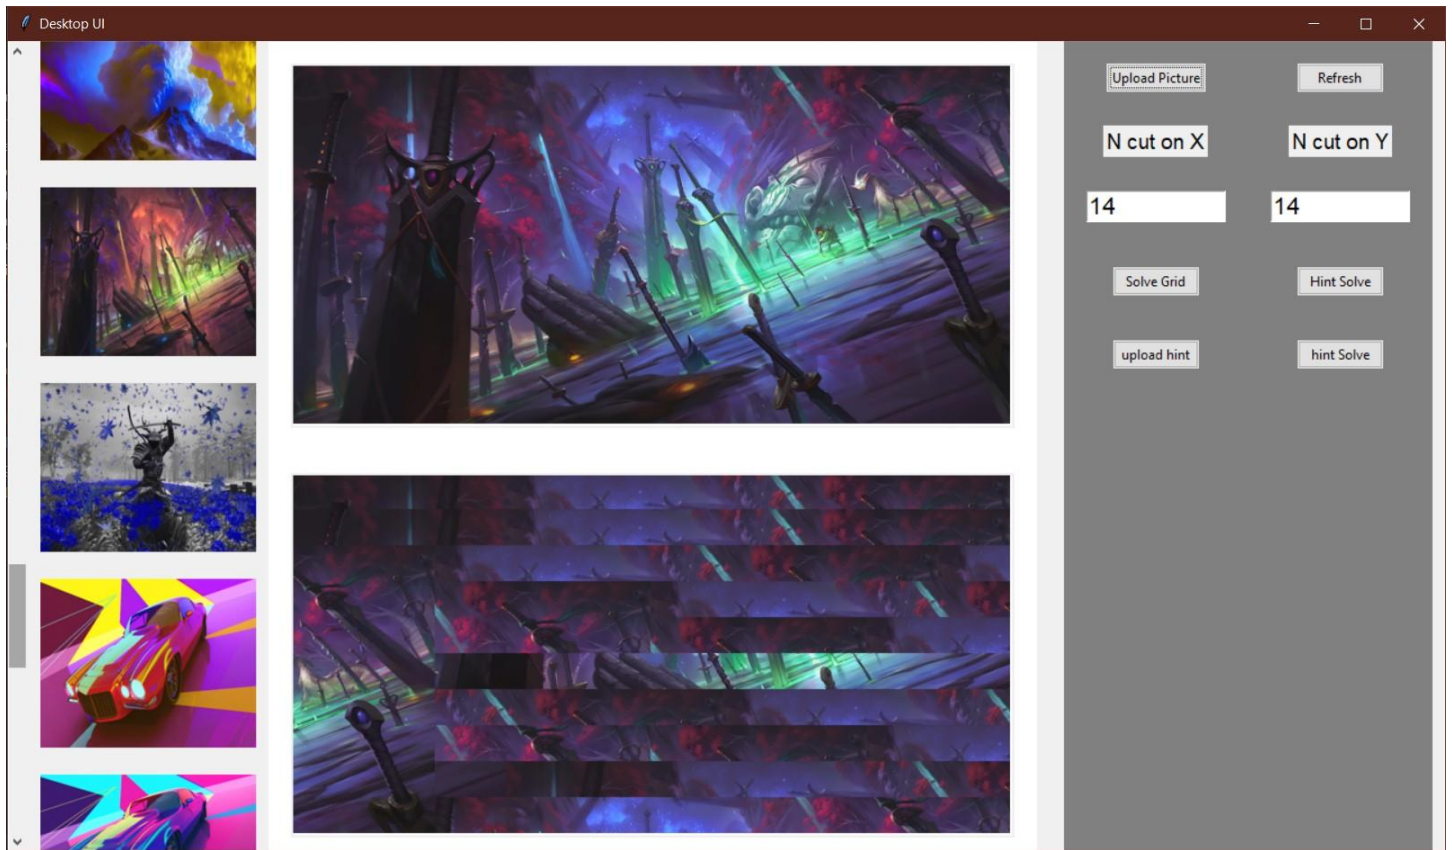 Desktop UI
Upload Picture Refresh
N cut on X N cut on Y
14 14
Solve Grid Hint Solve
upload hint hint Solve